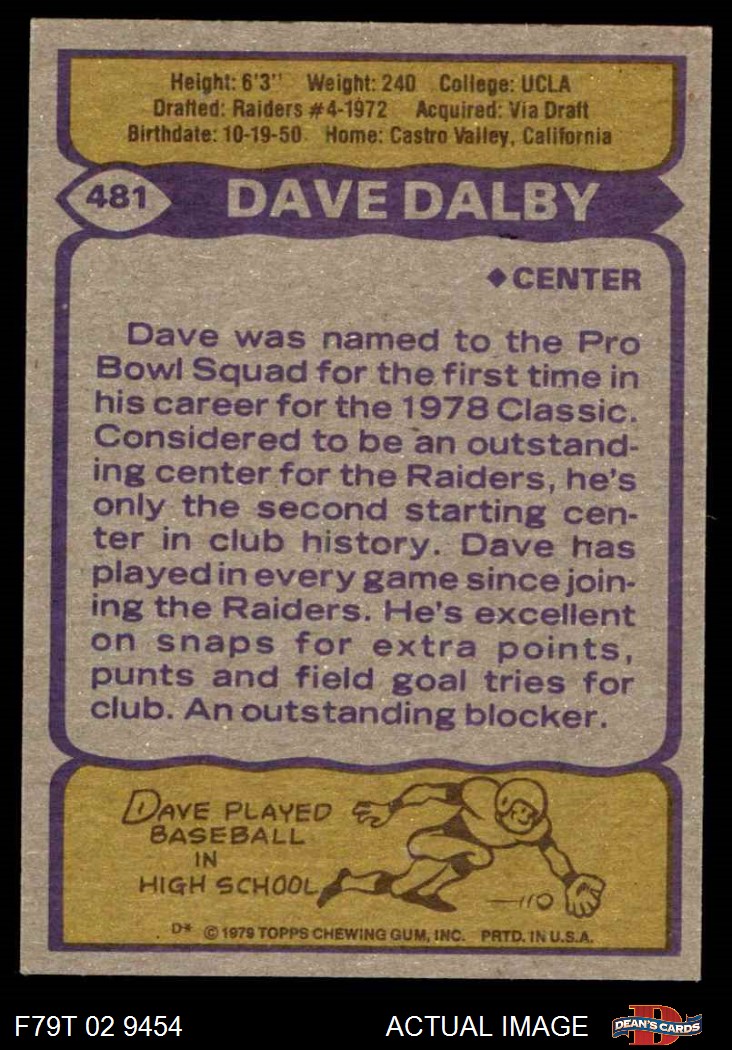 Height: 6'3'' Weight: 240 College: UCLA
Drafted: Raiders #4-1972 Acquired: Via Draft
Birthdate: 10-19-50 Home: Castro Valley, California
481 DAVE DALBY
◆CENTER
Dave was named to the Pro
Bowl Squad for the first time in
his career for the 1978 Classic.
Considered to be an outstand-
ing center for the Raiders, he's
only the second starting cen-
ter in club history. Dave has
played in every game since join-
ing the Raiders. He's excellent
on snaps for extra points,
punts and field goal tries for
club. An outstanding blocker.
DAVE PLAYED
BASEBALL
IN
HIGH SCHOOL
D* © 1979 TOPPS CHEWING GUM, INC. PRTD. IN U.S.A.
F79T 02 9454 ACTUAL IMAGE D DEAN'S CARDS